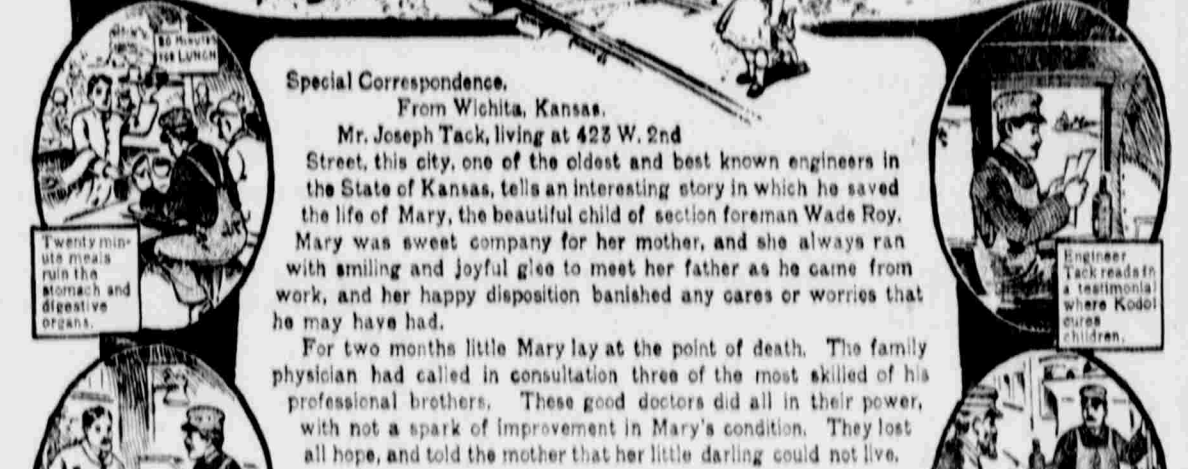 20 Minutes
FOR LUNCH
Special Correspondence.
From Wichita, Kansas.
Mr. Joseph Tack, living at 423 W. 2nd
Street, this city, one of the oldest and best known engineers in
the State of Kansas, tells an interesting story in which he saved
the life of Mary, the beautiful child of section foreman Wade Roy.
Mary was sweet company for her mother, and she always ran
with smiling and joyful glee to meet her father as he came from
work, and her happy disposition banished any cares or worries that
he may have had.
For two months little Mary lay at the point of death. The family
physician had called in consultation three of the most skilled of his
professional brothers. These good doctors did all in their power,
with not a spark of improvement in Mary's condition. They lost
all hope, and told the mother that her little darling could not live.
Twenty min-
ute meals
ruin the
stomach and
digestive
organs.
Engineer
Tack reads in
a testimonial
where Kodol
cures
children.